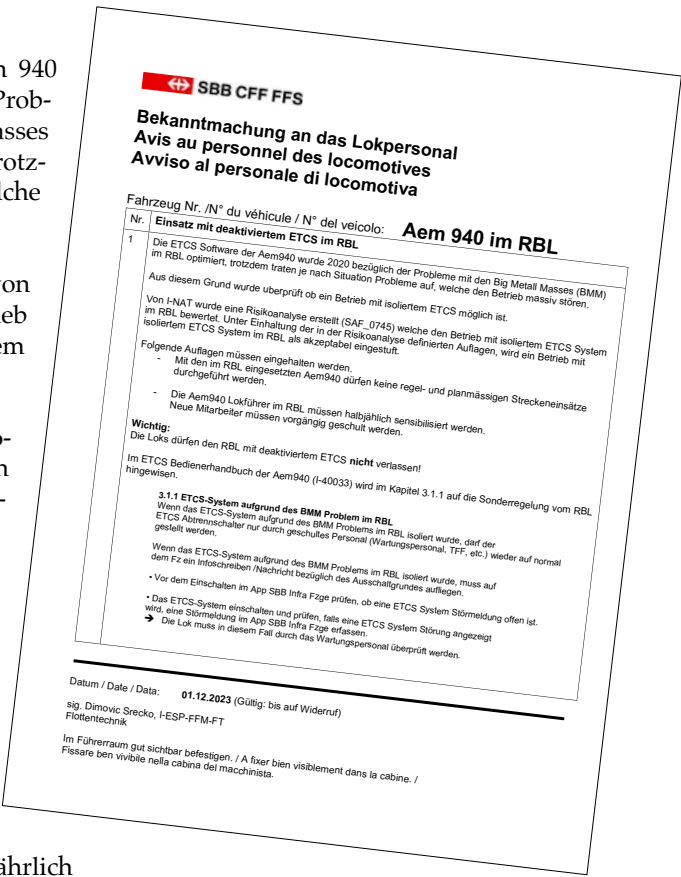 n 940
Prob-
asses
rotz-
lche
von
eb
em
o-
n
-
ährlich
SBB CFF FFS
Bekanntmachung an das Lokpersonal
Avis au personnel des locomotives
Avviso al personale di locomotiva
Fahrzeug Nr. /N° du véhicule / N° del veicolo: Aem 940 im RBL
Nr. Einsatz mit deaktiviertem ETCS im RBL
1 Die ETCS Software der Aem940 wurde 2020 bezüglich der Probleme mit den Big Metall Masses (BMM)
im RBL optimiert, trotzdem traten je nach Situation Probleme auf, welche den Betrieb massiv stören.
Aus diesem Grund wurde uberprüft ob ein Betrieb mit isoliertem ETCS möglich ist.
Von I-NAT wurde eine Risikoanalyse erstellt (SAF_0745) welche den Betrieb mit isoliertem ETCS System
im RBL bewertet. Unter Einhaltung der in der Risikoanalyse definierten Auflagen, wird ein Betrieb mit
isoliertem ETCS System im RBL als akzeptabel eingestuft.
Folgende Auflagen müssen eingehalten werden.
- Mit den im RBL eingesetzten Aem940 dürfen keine regel- und planmässigen Streckeneinsätze
durchgeführt werden.
- Die Aem940 Lokführer im RBL müssen halbjählich sensibilisiert werden.
Neue Mitarbeiter müssen vorgängig geschult werden.
Wichtig:
Die Loks dürfen den RBL mit deaktiviertem ETCS nicht verlassen!
Im ETCS Bedienerhandbuch der Aem940 (I-40033) wird im Kapitel 3.1.1 auf die Sonderregelung vom RBL
hingewisen.
3.1.1 ETCS-System aufgrund des BMM Problem im RBL
Wenn das ETCS-System aufgrund des BMM Problems im RBL isoliert wurde, darf der
ETCS Abtrennschalter nur durch geschultes Personal (Wartungspersonal, TFF, etc.) wieder auf normal
gestellt werden.
Wenn das ETCS-System aufgrund des BMM Problems im RBL isoliert wurde, muss auf
dem Fz ein Infoschreiben /Nachricht bezüglich des Ausschaltgrundes aufliegen.
• Vor dem Einschalten im App SBB Infra Fzge prüfen, ob eine ETCS System Störmeldung offen ist.
• Das ETCS-System einschalten und prüfen, falls eine ETCS System Störung angezeigt
wird, eine Störmeldung im App SBB Infra Fzge erfassen.
➔ Die Lok muss in diesem Fall durch das Wartungspersonal überprüft werden.
Datum / Date / Data: 01.12.2023 (Gültig: bis auf Widerruf)
sig. Dimovic Srecko, I-ESP-FFM-FT
Flottentechnik
Im Führerraum gut sichtbar befestigen. / A fixer bien visiblement dans la cabine. /
Fissare ben vivibile nella cabina del macchinista.